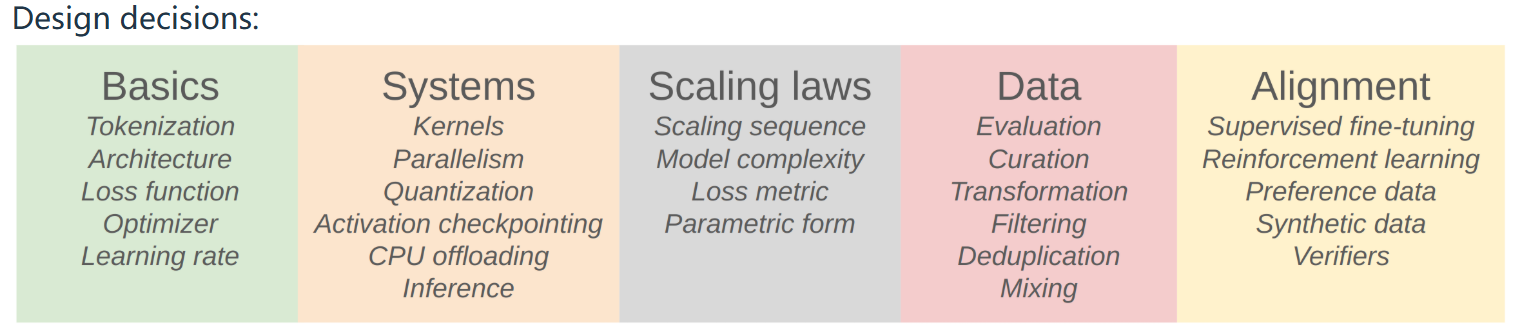 Design decisions:
Basics
Tokenization
Architecture
Loss function
Optimizer
Learning rate
Systems
Kernels
Parallelism
Quantization
Activation checkpointing
CPU offloading
Inference
Scaling laws
Scaling sequence
Model complexity
Loss metric
Parametric form
Data
Evaluation
Curation
Transformation
Filtering
Deduplication
Mixing
Alignment
Supervised fine-tuning
Reinforcement learning
Preference data
Synthetic data
Verifiers